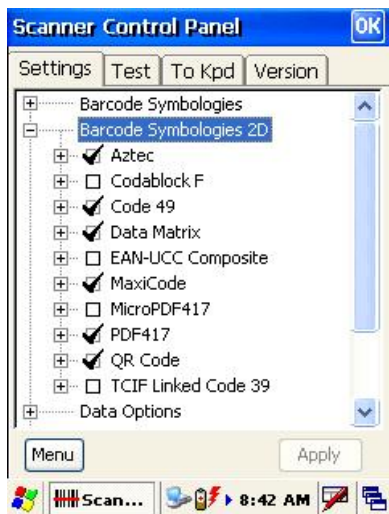 Scanner Control Panel OK
Settings Test To Kpd Version
Barcode Symbologies
Barcode Symbologies 2D
Aztec
Codablock F
Code 49
Data Matrix
EAN-UCC Composite
MaxiCode
MicroPDF417
PDF417
QR Code
TCIF Linked Code 39
Data Options
Menu Apply
Scan... 8:42 AM